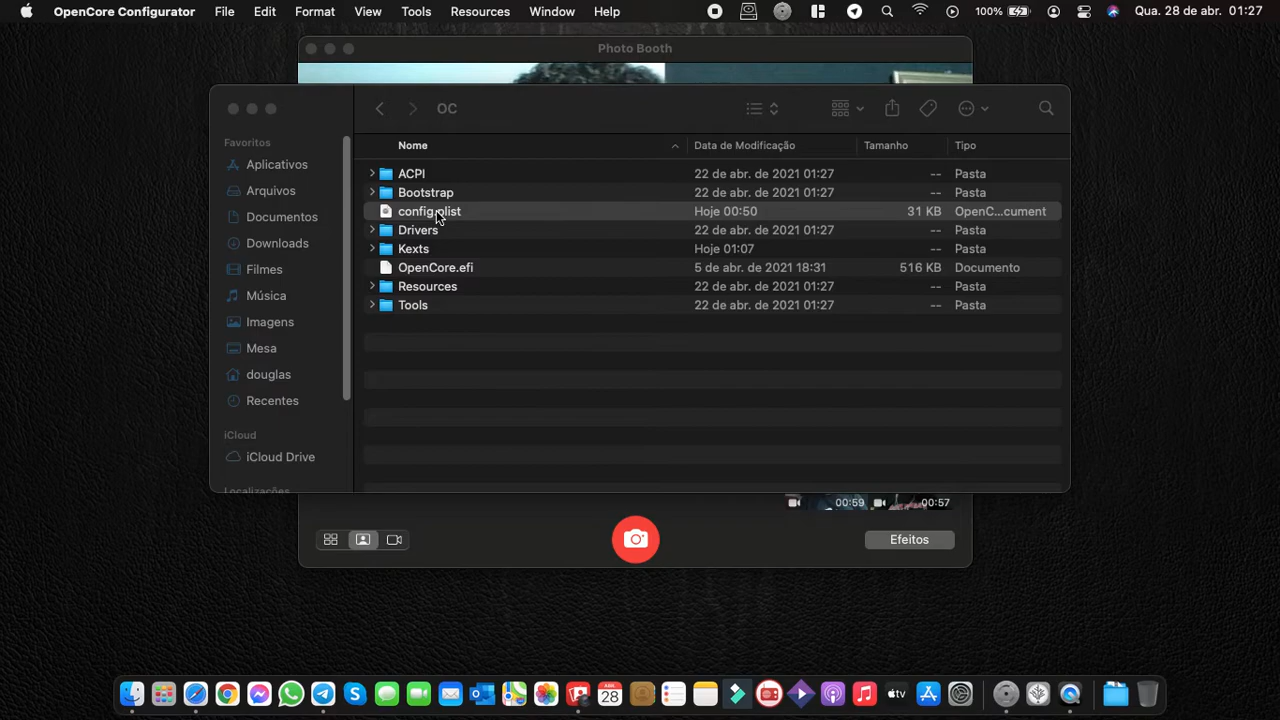 OpenCore Configurator File Edit Format View Tools Resources Window Help 100% Qua. 28 de abr. 01:27
Photo Booth
OC
Favoritos
Aplicativos
Arquivos
Documentos
Downloads
Filmes
Música
Imagens
Mesa
douglas
Recentes
iCloud
iCloud Drive
Localizações
Nome Data de Modificação Tamanho Tipo
ACPI 22 de abr. de 2021 01:27 -- Pasta
Bootstrap 22 de abr. de 2021 01:27 -- Pasta
config.plist Hoje 00:50 31 KB OpenC...cument
Drivers 22 de abr. de 2021 01:27 -- Pasta
Kexts Hoje 01:07 -- Pasta
OpenCore.efi 5 de abr. de 2021 18:31 516 KB Documento
Resources 22 de abr. de 2021 01:27 -- Pasta
Tools 22 de abr. de 2021 01:27 -- Pasta
00:59 00:57
Efeitos
ABR
28
tv